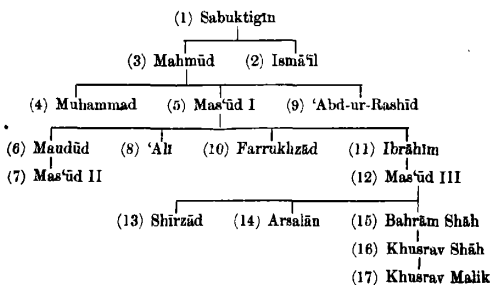 (1) Sabuktigīn
(3) Mahmūd (2) Ismā'īl
(4) Muhammad (5) Mas'ūd I (9) 'Abd-ur-Rashīd
(6) Maudūd (8) 'Alī (10) Farrukhzād (11) Ibrāhīm
(7) Mas'ūd II (12) Mas'ūd III
(13) Shīrzād (14) Arsalān (15) Bahrām Shāh
(16) Khusrav Shāh
(17) Khusrav Malik